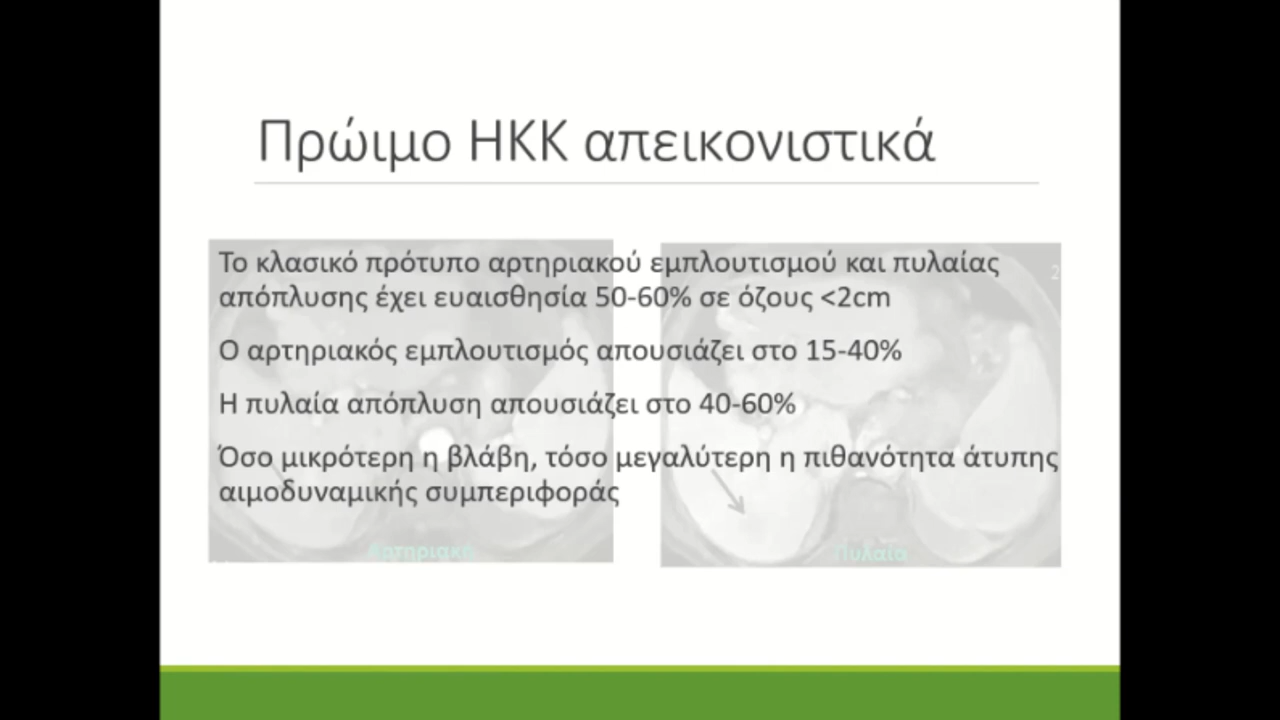 Πρώιμο ΗΚΚ απεικονιστικά
Το κλασικό πρότυπο αρτηριακού εμπλουτισμού και πυλαίας
απόπλυσης έχει ευαισθησία 50-60% σε όζους <2cm
Ο αρτηριακός εμπλουτισμός απουσιάζει στο 15-40%
Η πυλαία απόπλυση απουσιάζει στο 40-60%
Όσο μικρότερη η βλάβη, τόσο μεγαλύτερη η πιθανότητα άτυπης
αιμοδυναμικής συμπεριφοράς
2
Αρτηριακό Πυλαίο